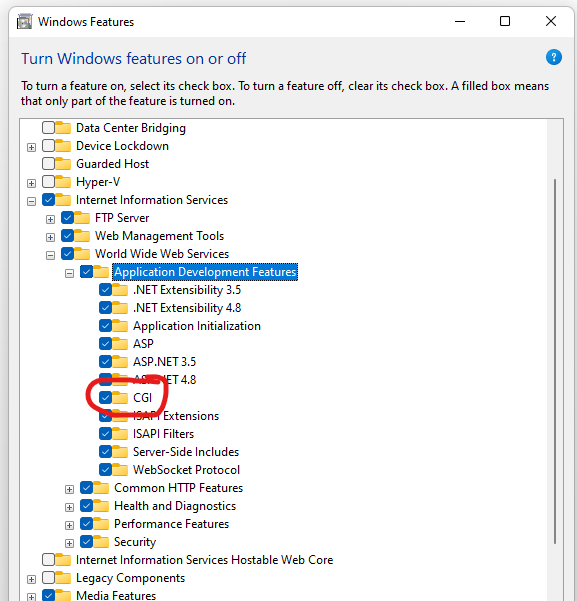 Windows Features
Turn Windows features on or off
?
To turn a feature on, select its check box. To turn a feature off, clear its check box. A filled box means
that only part of the feature is turned on.
Data Center Bridging
Device Lockdown
Guarded Host
Hyper-V
Internet Information Services
FTP Server
Web Management Tools
World Wide Web Services
Application Development Features
.NET Extensibility 3.5
.NET Extensibility 4.8
Application Initialization
ASP
ASP.NET 3.5
ASP.NET 4.8
CGI
ISAPI Extensions
ISAPI Filters
Server-Side Includes
WebSocket Protocol
Common HTTP Features
Health and Diagnostics
Performance Features
Security
Internet Information Services Hostable Web Core
Legacy Components
Media Features